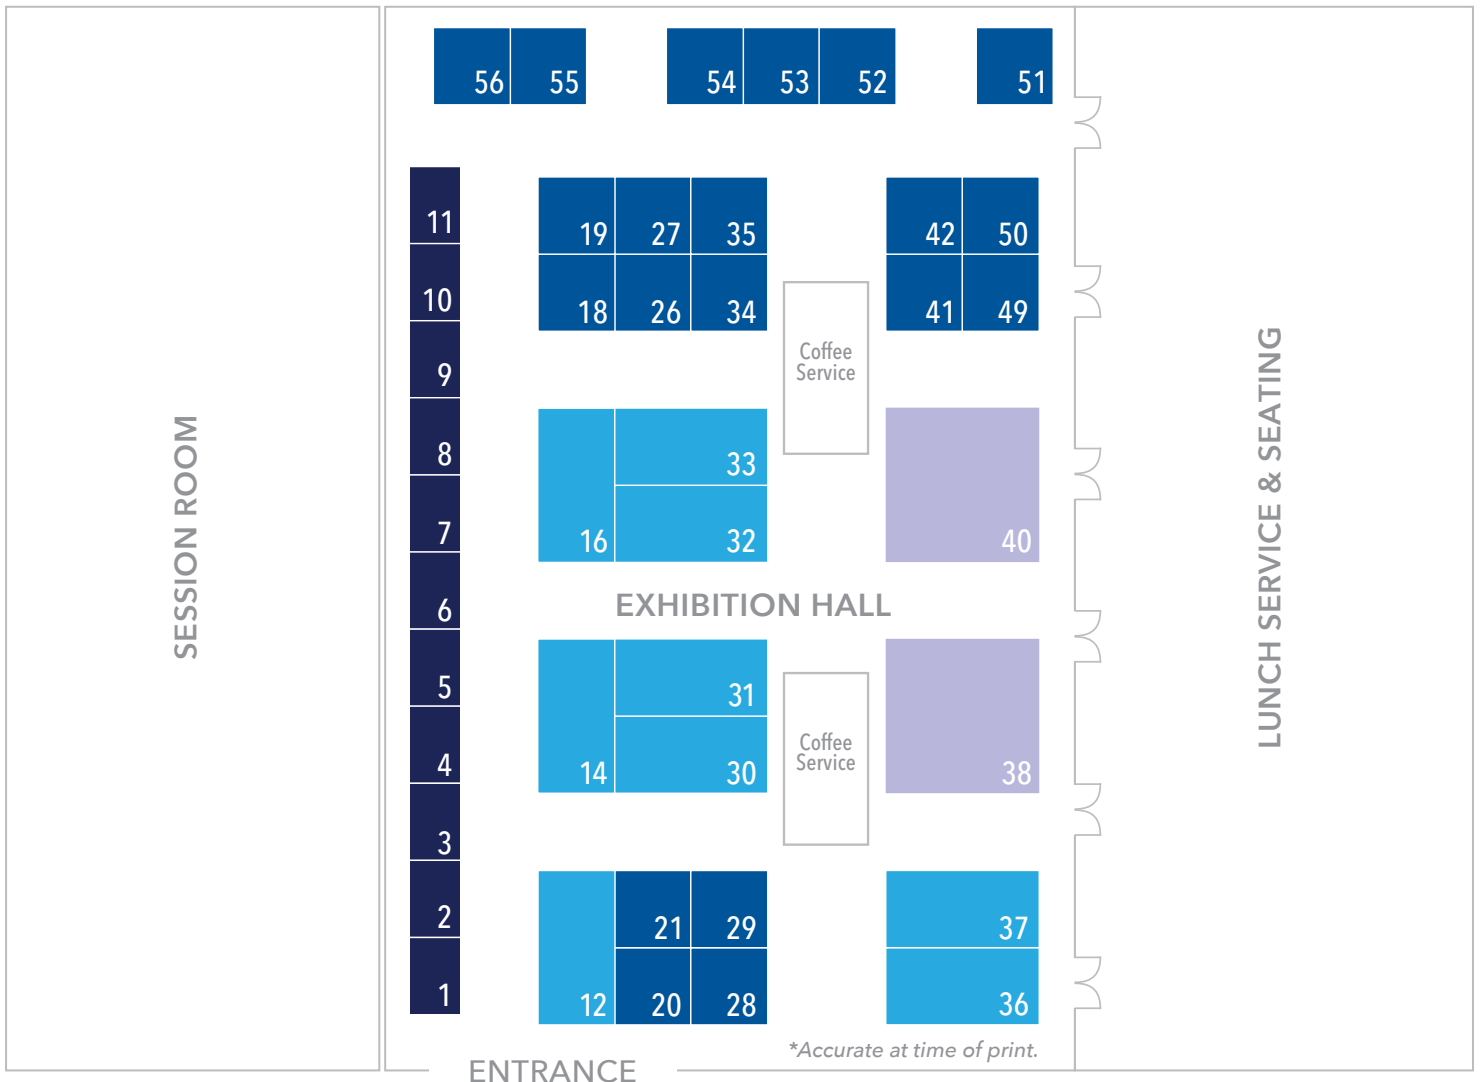 56 55 54 53 52 51
11 19 27 35 42 50
10 18 26 34 41 49
Coffee
Service
9
8 33
7 16 32 40
SESSION ROOM
EXHIBITION HALL
LUNCH SERVICE & SEATING
6
5 31
Coffee
Service
4 14 30 38
3
2 21 29 37
1 12 20 28 36
*Accurate at time of print.
ENTRANCE